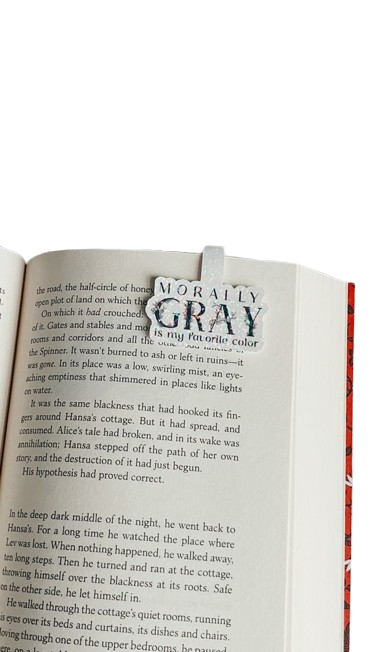 the road, the half-circle of honey
open plot of land on which the
MORALLY
GRAY
is my favorite color
On which it had crouched.
of it. Gates and stables and
rooms and corridors and all the
the Spinner. It wasn't burned to ash or left in ruins—it
was gone. In its place was a low, swirling mist, an eye-
aching emptiness that shimmered in places like lights
on water.
It was the same blackness that had hooked its fin-
gers around Hansa's cottage. But it had spread, and
consumed. Alice's tale had broken, and in its wake was
annihilation; Hansa stepped off the path of her own
story, and the destruction of it had just begun.
His hypothesis had proved correct.
In the deep dark middle of the night, he went back to
Hansa's. For a long time he watched the place where
Lev was lost. When nothing happened, he walked away,
ten long steps. Then he turned and ran at the cottage,
throwing himself over the blackness at its roots. Safe
on the other side, he let himself in.
He walked through the cottage's quiet rooms, running
his eyes over its beds and curtains, its dishes and chairs.
Moving through one of the upper bedrooms, he paused